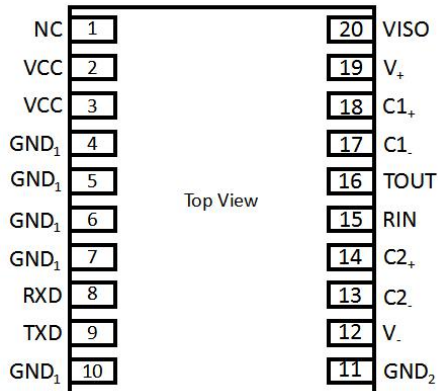 NC 1 20 VISO
VCC 2 19 V+
VCC 3 18 C1+
GND1 4 17 C1-
GND1 5 16 TOUT
Top View
GND1 6 15 RIN
GND1 7 14 C2+
RXD 8 13 C2-
TXD 9 12 V-
GND1 10 11 GND2